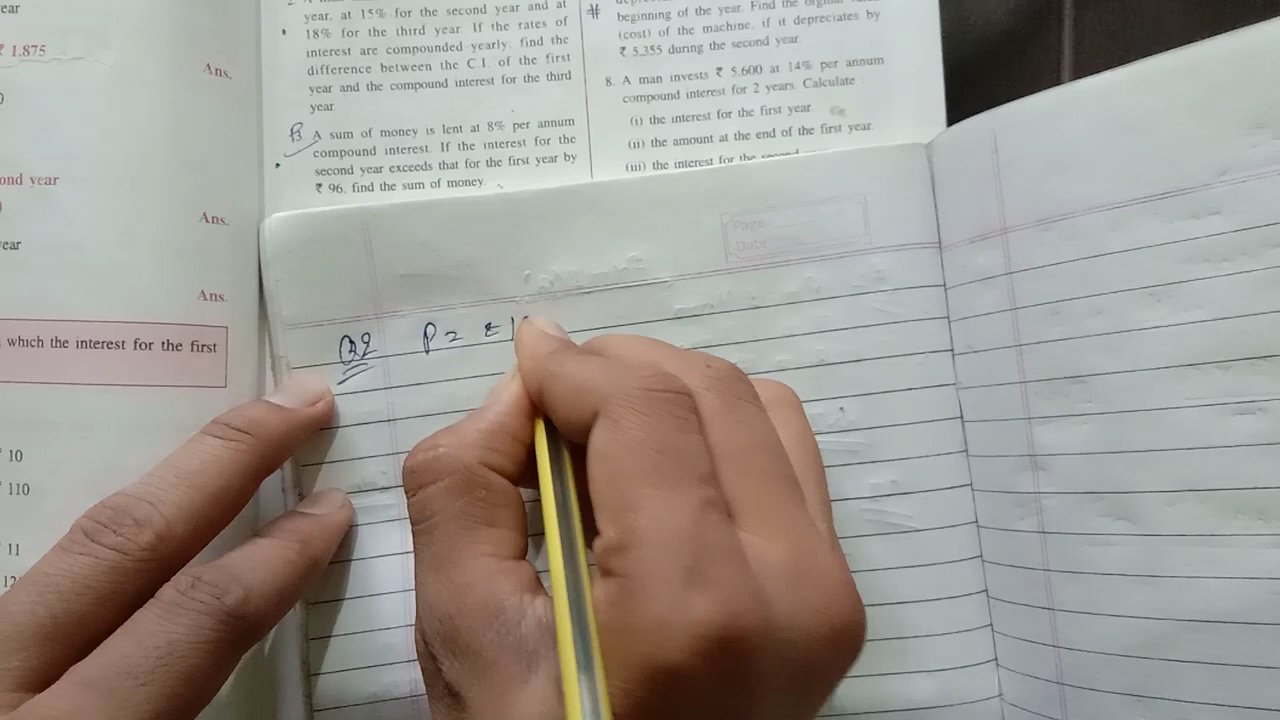 ear
₹ 1.875
Ans.
ond year
Ans.
ear
Ans.
which the interest for the first
10
110
11
12
year, at 15% for the second year and at
18% for the third year. If the rates of
interest are compounded yearly; find the
difference between the C.I. of the first
year and the compound interest for the third
year.
A sum of money is lent at 8% per annum
compound interest. If the interest for the
second year exceeds that for the first year by
₹ 96, find the sum of money.
#
beginning of the year. Find the orginal
(cost) of the machine, if it depreciates by
₹ 5,355 during the second year.
8. A man invests ₹ 5,600 at 14% per annum
compound interest for 2 years. Calculate :
(i) the interest for the first year.
(ii) the amount at the end of the first year.
(iii) the interest for the second
Page
Date
Q2 P = ₹ 1